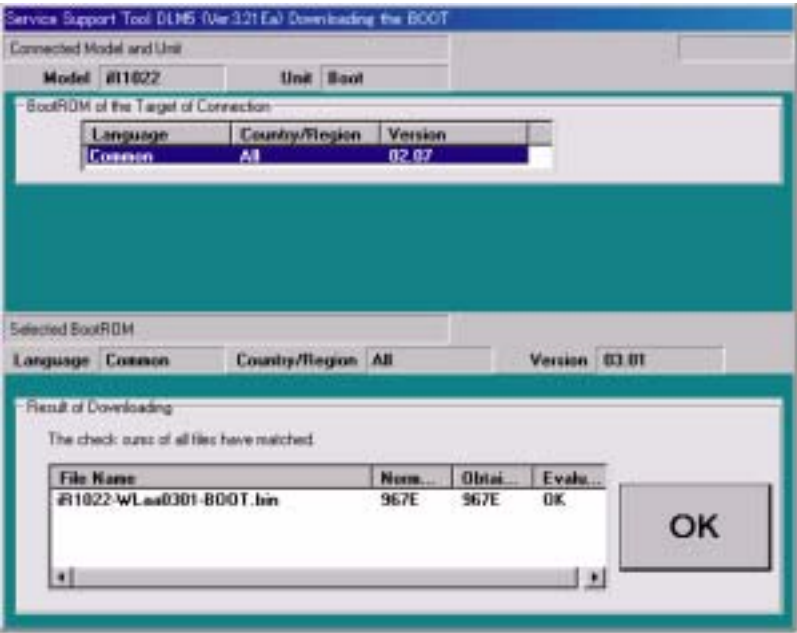 Service Support Tool DLM5 (Ver.3.21Ea) Downloading the BOOT
Connected Model and Unit
Model iR1022 Unit Boot
BootROM of the Target of Connection
Language Country/Region Version
Common All 02.07
Selected BootROM
Language Common Country/Region All Version 03.01
Result of Downloading
The check sums of all files have matched.
File Name Norm... Obtai... Evalu...
iR1022-WLaa0301-BOOT.bin 967E 967E OK
OK